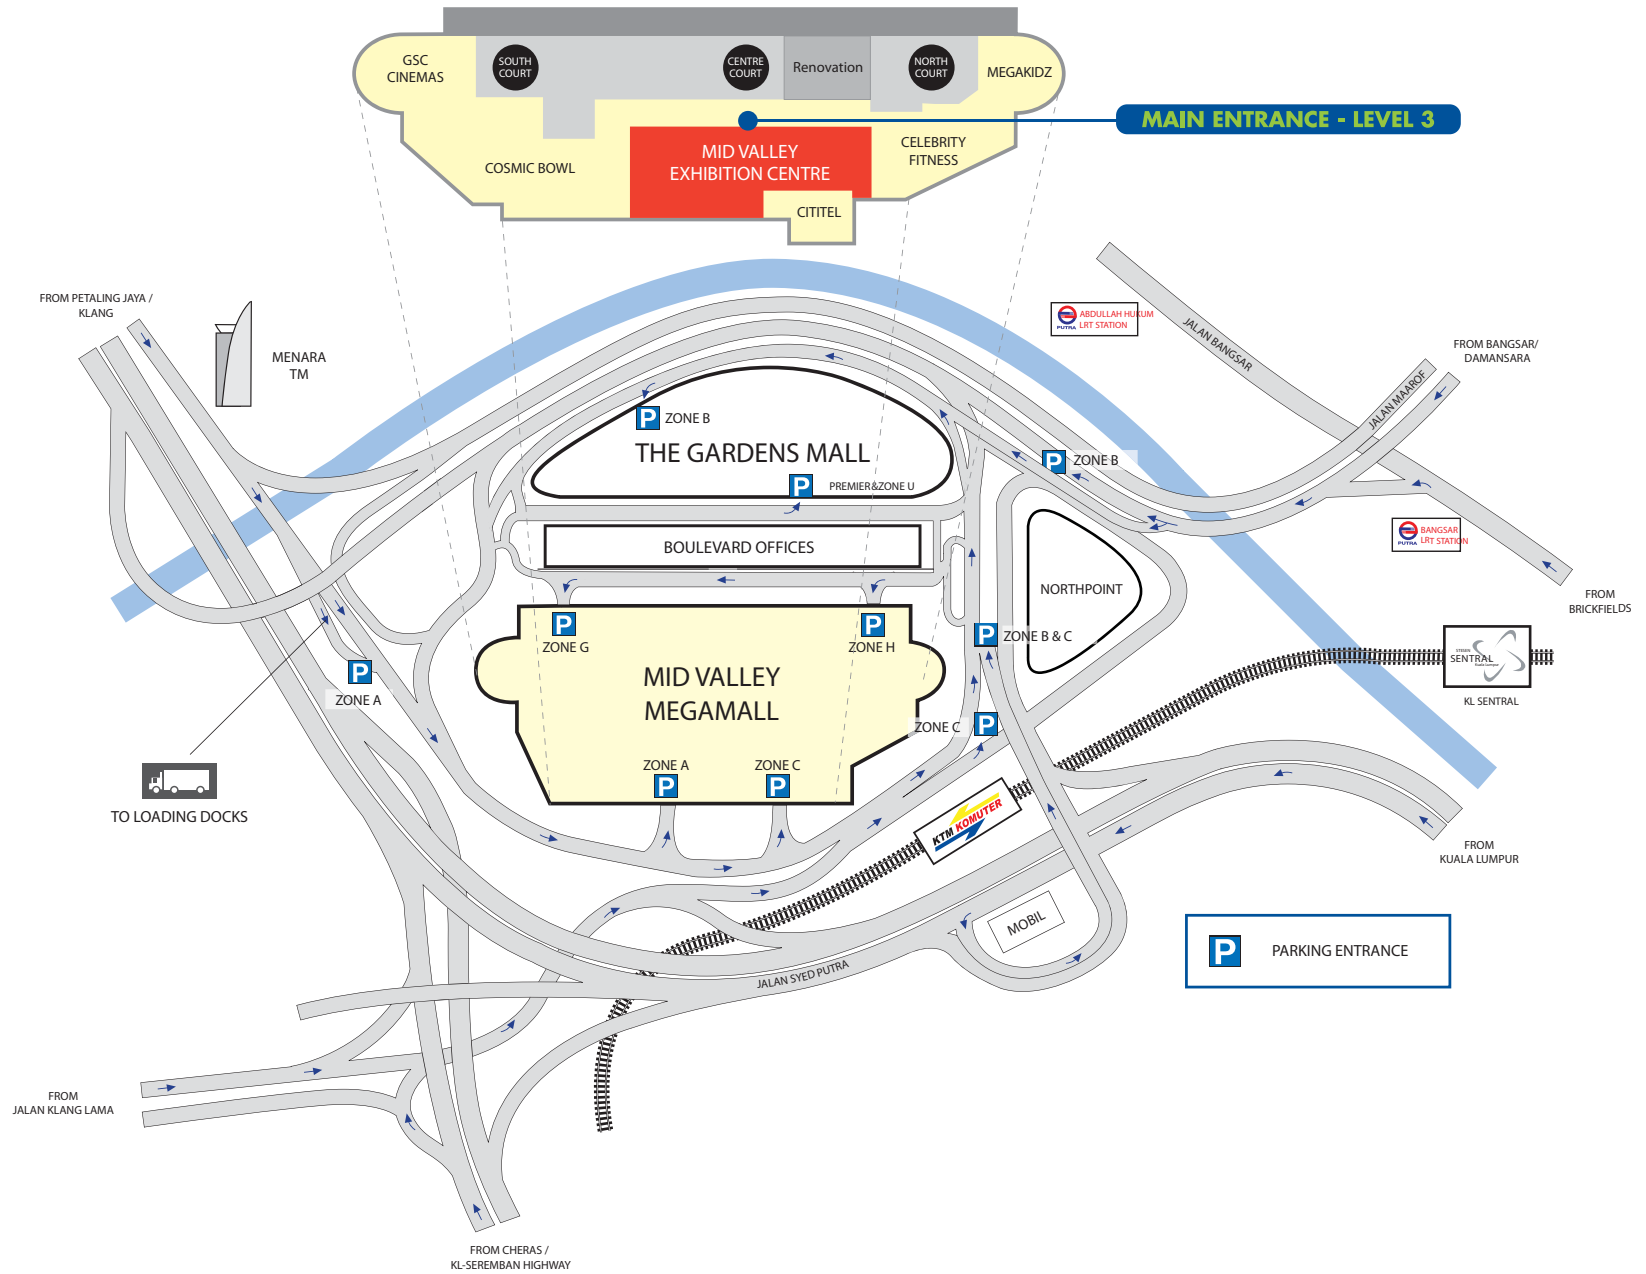 GSC
CINEMAS
SOUTH
COURT
CENTRE
COURT
Renovation
NORTH
COURT
MEGAKIDZ
MAIN ENTRANCE - LEVEL 3
MID VALLEY
EXHIBITION CENTRE
CELEBRITY
FITNESS
COSMIC BOWL
CITITEL
FROM PETALING JAYA /
KLANG
MENARA
TM
PUTRA
ABDULLAH HUKUM
LRT STATION
JALAN BANGSAR
FROM BANGSAR/
DAMANSARA
JALAN MAAROF
P
ZONE B
THE GARDENS MALL
P
ZONE B
P
PREMIER&ZONE U
PUTRA
BANGSAR
LRT STATION
BOULEVARD OFFICES
NORTHPOINT
FROM
BRICKFIELDS
P
ZONE G
P
ZONE H
P
ZONE B & C
SENTRAL
KL SENTRAL
P
ZONE A
MID VALLEY
MEGAMALL
ZONE C
P
ZONE A
P
ZONE C
P
TO LOADING DOCKS
KTM KOMUTER
FROM
KUALA LUMPUR
MOBIL
P
PARKING ENTRANCE
JALAN SYED PUTRA
FROM
JALAN KLANG LAMA
FROM CHERAS /
KL-SEREMBAN HIGHWAY